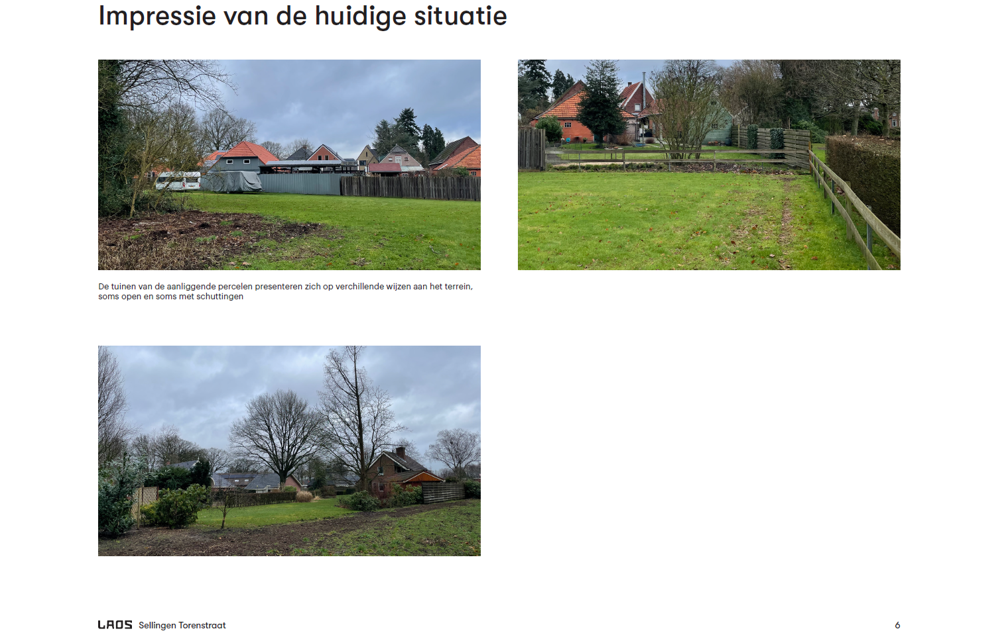 Impressie van de huidige situatie
De tuinen van de aanliggende percelen presenteren zich op verchillende wijzen aan het terrein,
soms open en soms met schuttingen
LAOS Sellingen Torenstraat
6